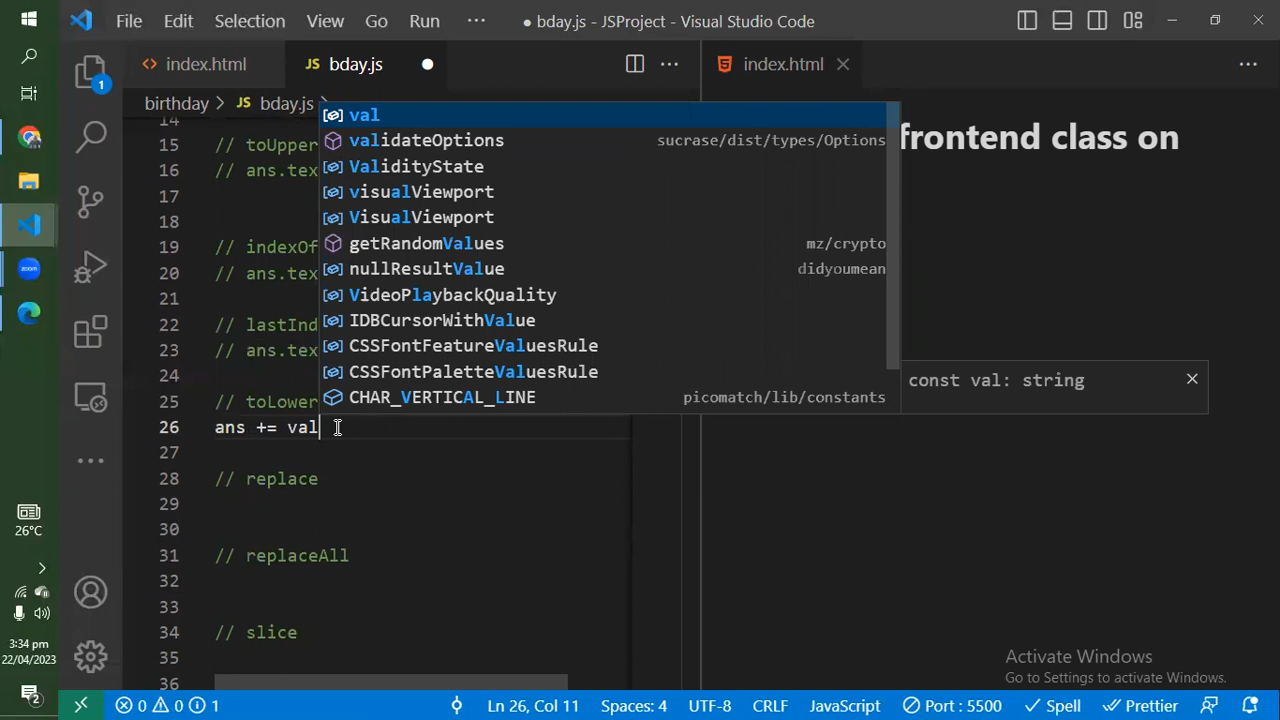 File Edit Selection View Go Run ··· ● bday.js - JSProject - Visual Studio Code
<> index.html JS bday.js ● ··· index.html ···
birthday > JS bday.js >
14
15 // toUpper
16 // ans.tex
17
18
19 // indexOf
20 // ans.tex
21
22 // lastInd
23 // ans.tex
24
25 // toLower
26 ans += val
27
28 // replace
29
30
31 // replaceAll
32
33
34 // slice
35
36
val
validateOptions sucrase/dist/types/Options
ValidityState
visualViewport
VisualViewport
getRandomValues mz/crypto
nullResultValue didyoumean
VideoPlaybackQuality
IDBCursorWithValue
CSSFontFeatureValuesRule
CSSFontPaletteValuesRule
CHAR_VERTICAL_LINE picomatch/lib/constants
const val: string
frontend class on
1
26°C
3:34 pm
22/04/2023
2
Activate Windows
Go to Settings to activate Windows.
0 0 1 Ln 26, Col 11 Spaces: 4 UTF-8 CRLF JavaScript Port : 5500 Spell Prettier